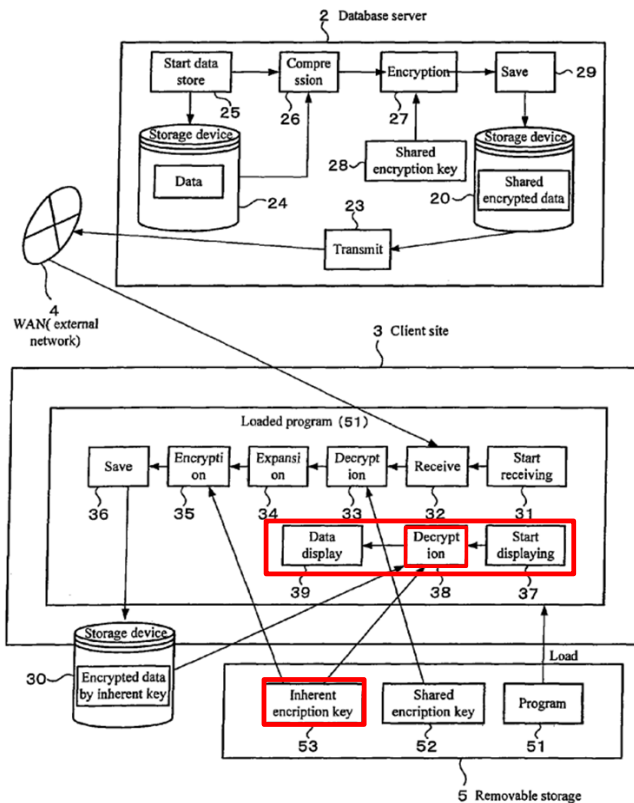 2 Database server
Start data
store
Compre
ssion
Encryption
Save
25
26
27
29
Storage device
Data
24
28
Shared
encryption key
Storage device
20
Shared
encrypted data
23
Transmit
4
WAN( external
network)
3 Client site
Loaded program (51)
Save
Encrypti
on
Expansi
on
Decrypt
ion
Receive
Start
receiving
36
35
34
33
32
31
Data
display
Decrypt
ion
Start
displaying
39
38
37
Storage device
30
Encrypted data
by inherent key
Load
Inherent
encription key
Shared
encription key
Program
53
52
51
5 Removable storage